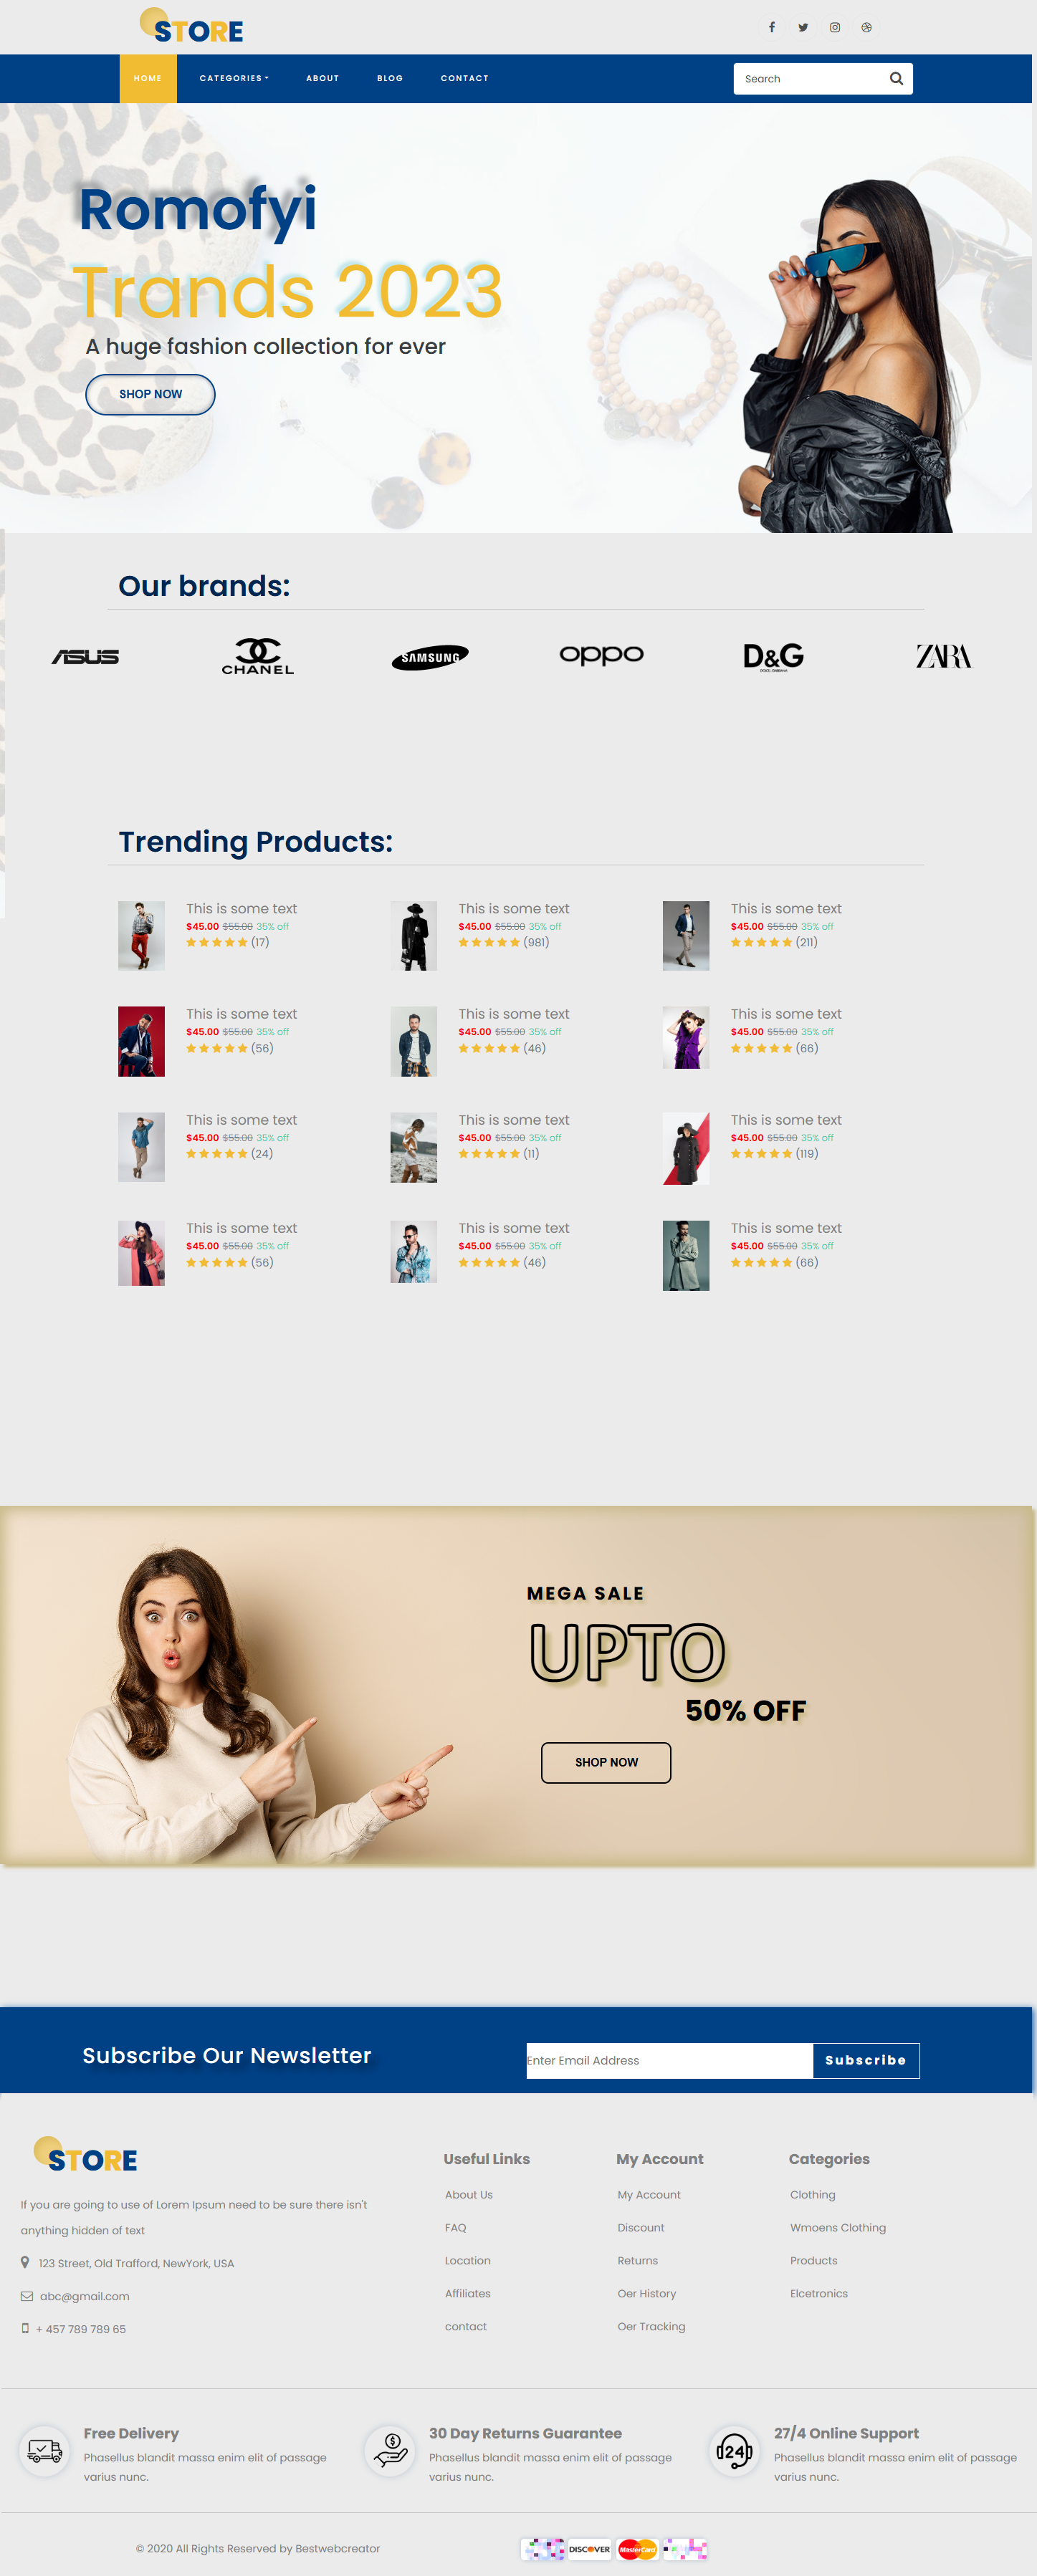 STORE
HOME CATEGORIES ABOUT BLOG CONTACT Search
Romofyi
Trands 2023
A huge fashion collection for ever
SHOP NOW
Our brands:
ASUS CHANEL SAMSUNG oppo D&G ZARA
Trending Products:
This is some text
$45.00 $55.00 35% off
(17)
This is some text
$45.00 $55.00 35% off
(981)
This is some text
$45.00 $55.00 35% off
(211)
This is some text
$45.00 $55.00 35% off
(56)
This is some text
$45.00 $55.00 35% off
(46)
This is some text
$45.00 $55.00 35% off
(66)
This is some text
$45.00 $55.00 35% off
(24)
This is some text
$45.00 $55.00 35% off
(11)
This is some text
$45.00 $55.00 35% off
(119)
This is some text
$45.00 $55.00 35% off
(56)
This is some text
$45.00 $55.00 35% off
(46)
This is some text
$45.00 $55.00 35% off
(66)
MEGA SALE
UPTO
50% OFF
SHOP NOW
Subscribe Our Newsletter
Enter Email Address
Subscribe
STORE
If you are going to use of Lorem Ipsum need to be sure there isn't
anything hidden of text
123 Street, Old Trafford, NewYork, USA
abc@gmail.com
+ 457 789 789 65
Useful Links
About Us
FAQ
Location
Affiliates
contact
My Account
My Account
Discount
Returns
Oer History
Oer Tracking
Categories
Clothing
Wmoens Clothing
Products
Elcetronics
Free Delivery
Phasellus blandit massa enim elit of passage
varius nunc.
30 Day Returns Guarantee
Phasellus blandit massa enim elit of passage
varius nunc.
24
27/4 Online Support
Phasellus blandit massa enim elit of passage
varius nunc.
© 2020 All Rights Reserved by Bestwebcreator
DISCOVER
MasterCard